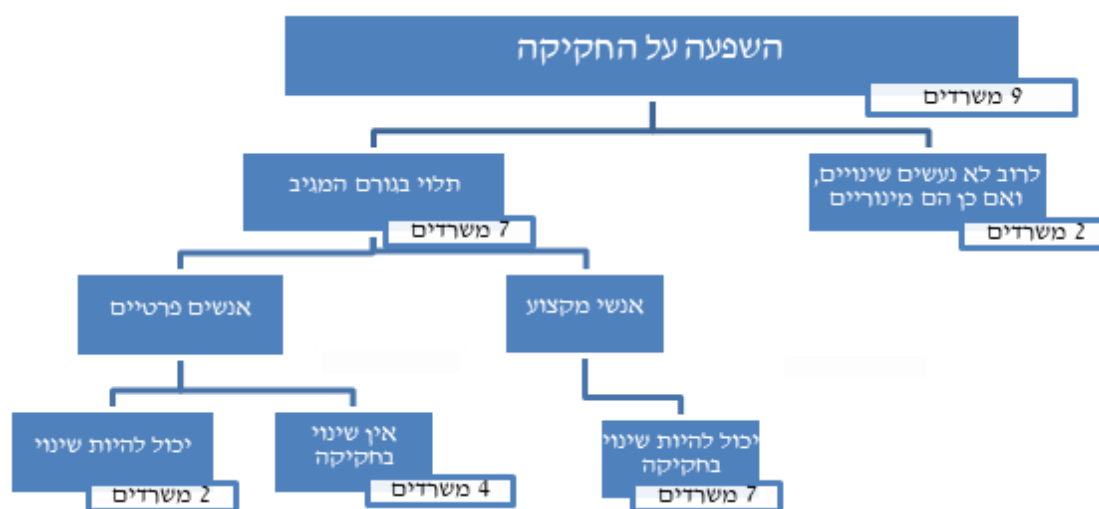 השפעה על החקיקה
9 משרדים
לרוב לא נעשים שינויים,
ואם כן הם מינוריים
2 משרדים
תלוי בגורם המגיב
7 משרדים
אנשי מקצוע
אנשים פרטיים
יכול להיות שינוי
בחקיקה
7 משרדים
אין שינוי
בחקיקה
4 משרדים
יכול להיות שינוי
2 משרדים